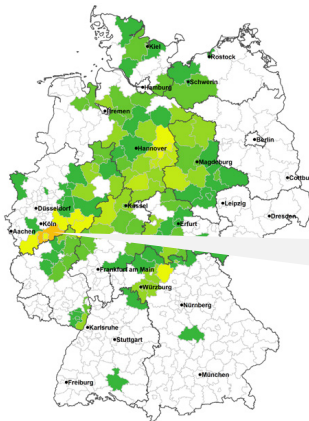 Kiel
Rostock
Schwerin
Hamburg
Bremen
Berlin
Hannover
Magdeburg
Cottbu
Düsseldorf
Kassel
Leipzig
Köln
Erfurt
Dresden
Aachen
Frankfurt am Main
Würzburg
Nürnberg
Karlsruhe
Stuttgart
Freiburg
München